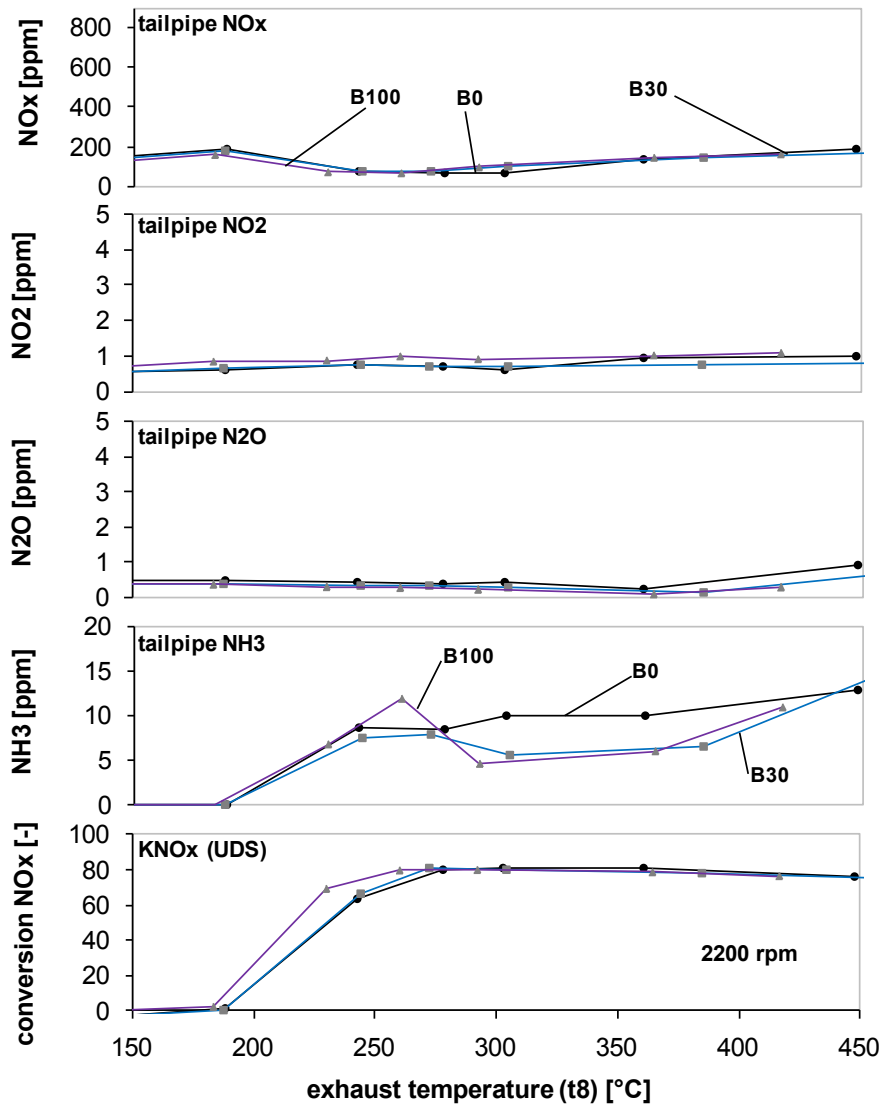 tailpipe NOx
NOx [ppm]
800
600
400
200
0
B100
B0
B30
tailpipe NO2
NO2 [ppm]
5
4
3
2
1
0
tailpipe N2O
N2O [ppm]
5
4
3
2
1
0
tailpipe NH3
NH3 [ppm]
20
15
10
5
0
B100
B0
B30
KNOx (UDS)
conversion NOx [-]
100
80
60
40
20
0
2200 rpm
150 200 250 300 350 400 450
exhaust temperature (t8) [°C]